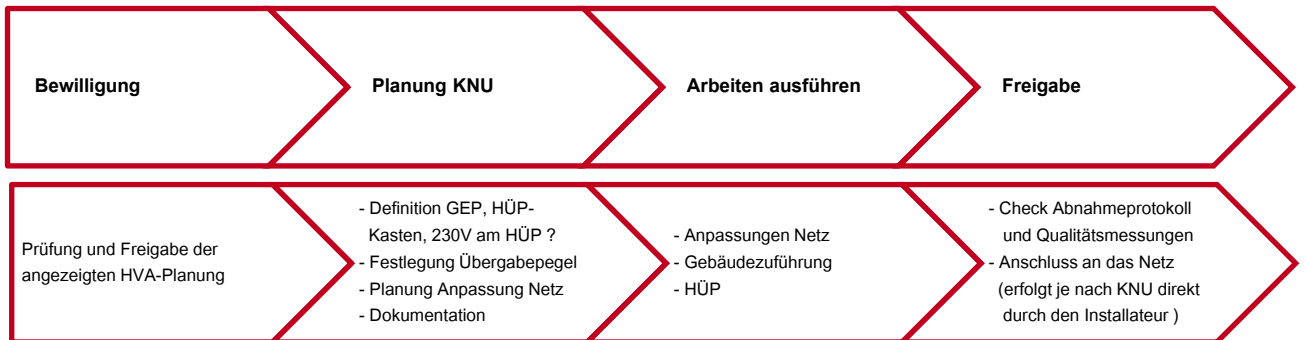 Bewilligung
Planung KNU
Arbeiten ausführen
Freigabe
Prüfung und Freigabe der
angezeigten HVA-Planung
- Definition GEP, HÜP-
Kasten, 230V am HÜP ?
- Festlegung Übergabepegel
- Planung Anpassung Netz
- Dokumentation
- Anpassungen Netz
- Gebäudezuführung
- HÜP
- Check Abnahmeprotokoll
und Qualitätsmessungen
- Anschluss an das Netz
(erfolgt je nach KNU direkt
durch den Installateur )